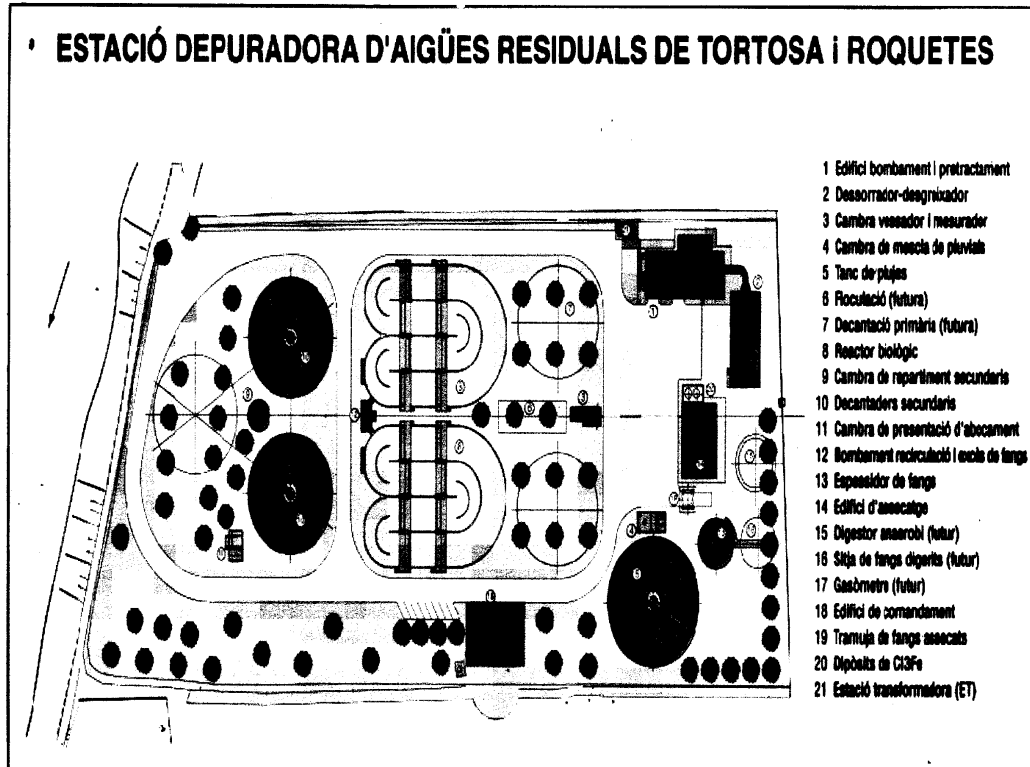 ESTACIÓ DEPURADORA D'AIGÜES RESIDUALS DE TORTOSA i ROQUETES
1 Edifici bombament i pretractament
2 Dessorrador-desgreixador
3 Cambra vessador i mesurador
4 Cambra de mescla de pluvials
5 Tanc de plujes
6 Floculació (futura)
7 Decantació primària (futura)
8 Reactor biològic
9 Cambra de repartiment secundaris
10 Decantadors secundaris
11 Cambra de presentació d'abocament
12 Bombament recirculació i excés de fangs
13 Espessidor de fangs
14 Edifici d'assecatge
15 Digestor anaerobi (futur)
16 Sitja de fangs digerits (futur)
17 Gasòmetre (futur)
18 Edifici de comandament
19 Tramuja de fangs assecats
20 Dipòsits de Cl3Fe
21 Estació transformadora (ET)